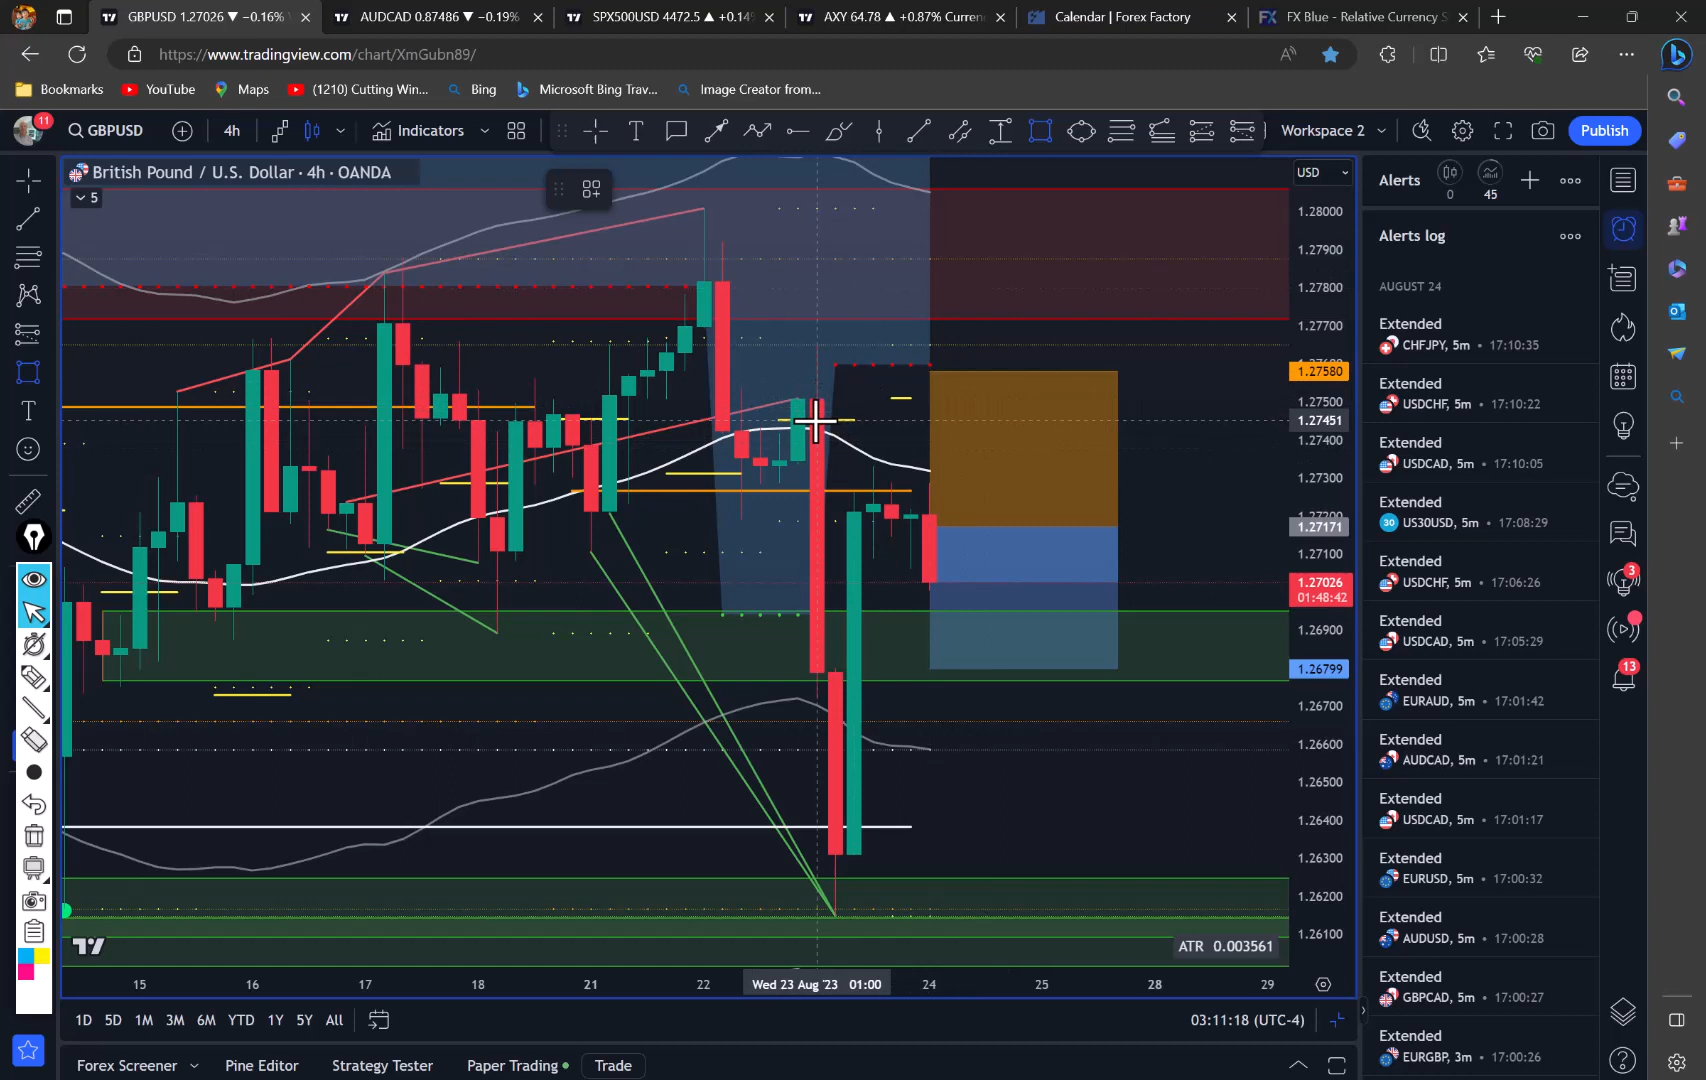 GBPUSD 1.27026 ▼ −0.16%
AUDCAD 0.87486 ▼ −0.19%
SPX500USD 4472.5 ▲ +0.14%
AXY 64.78 ▲ +0.87% Curren
Calendar | Forex Factory
FX Blue - Relative Currency S
https://www.tradingview.com/chart/XmGubn89/
Bookmarks
YouTube
Maps
(1210) Cutting Win...
Bing
Microsoft Bing Trav...
Image Creator from...
11
GBPUSD
4h
Indicators
Workspace 2
Publish
British Pound / U.S. Dollar · 4h · OANDA
5
USD
1.28000
1.27900
1.27800
1.27700
1.27580
1.27500
1.27451
1.27400
1.27300
1.27171
1.27100
1.27026
01:48:42
1.26900
1.26799
1.26700
1.26600
1.26500
1.26400
1.26300
1.26200
1.26100
ATR 0.003561
15
16
17
18
21
22
Wed 23 Aug '23 01:00
24
25
28
29
1D
5D
1M
3M
6M
YTD
1Y
5Y
All
03:11:18 (UTC-4)
Forex Screener
Pine Editor
Strategy Tester
Paper Trading
Trade
Alerts
0
45
Alerts log
AUGUST 24
Extended
CHFJPY, 5m • 17:10:35
Extended
USDCHF, 5m • 17:10:22
Extended
USDCAD, 5m • 17:10:05
Extended
30
US30USD, 5m • 17:08:29
Extended
USDCHF, 5m • 17:06:26
Extended
USDCAD, 5m • 17:05:29
Extended
EURAUD, 5m • 17:01:42
Extended
AUDCAD, 5m • 17:01:21
Extended
USDCAD, 5m • 17:01:17
Extended
EURUSD, 5m • 17:00:32
Extended
AUDUSD, 5m • 17:00:28
Extended
GBPCAD, 5m • 17:00:27
Extended
EURGBP, 3m • 17:00:26
3
13